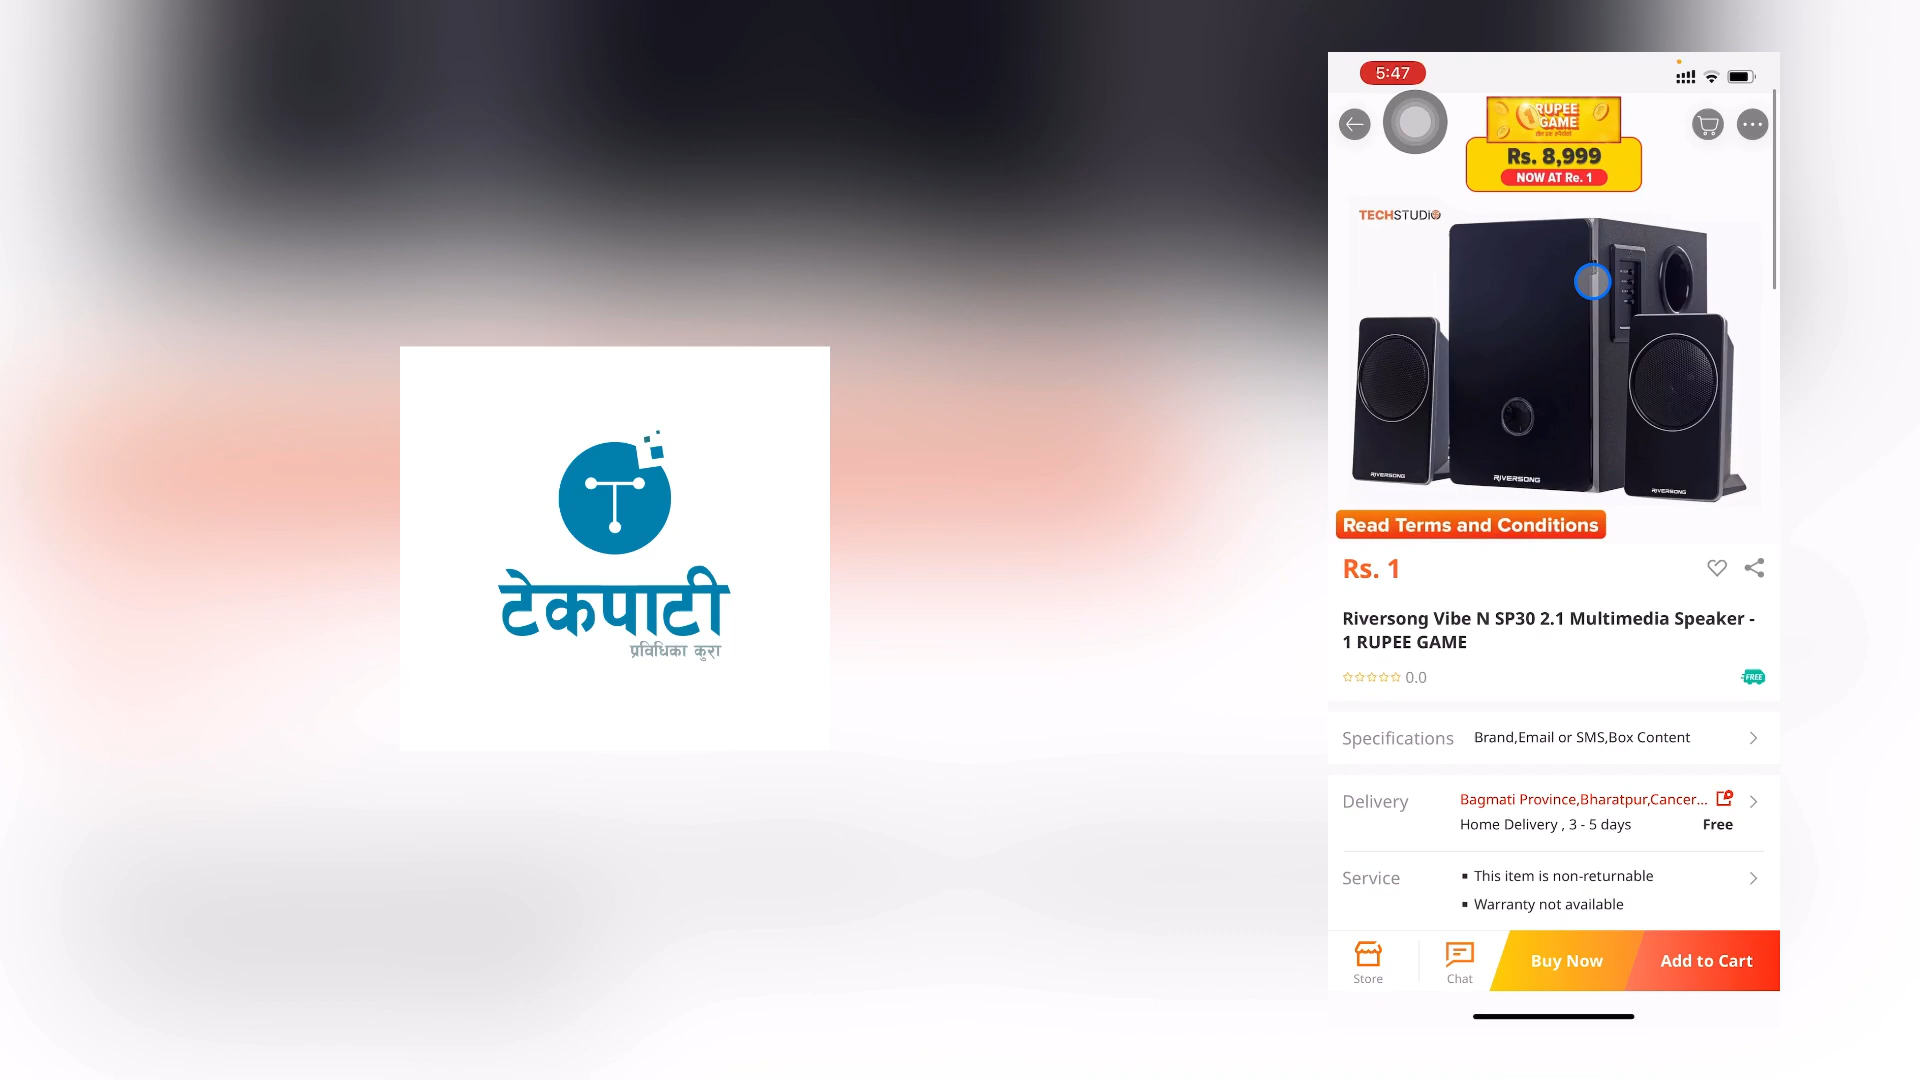 टेकपाटी
प्रविधिका कुरा
5:47
1 RUPEE
GAME
Rs. 8,999
NOW AT Re. 1
TECHSTUDIO
RIVERSONG
RIVERSONG
RIVERSONG
Read Terms and Conditions
Rs. 1
Riversong Vibe N SP30 2.1 Multimedia Speaker -
1 RUPEE GAME
0.0
FREE
Specifications Brand,Email or SMS,Box Content
Delivery Bagmati Province,Bharatpur,Cancer...
Home Delivery , 3 - 5 days Free
Service ▪ This item is non-returnable
▪ Warranty not available
Store Chat Buy Now Add to Cart